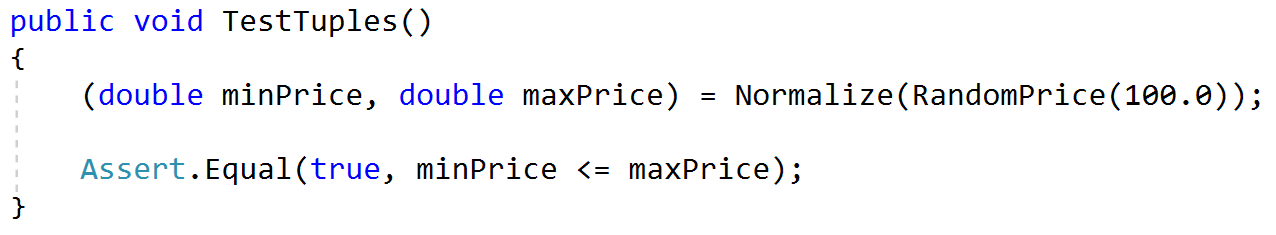 public void TestTuples()
{
    (double minPrice, double maxPrice) = Normalize(RandomPrice(100.0));
    Assert.Equal(true, minPrice <= maxPrice);
}